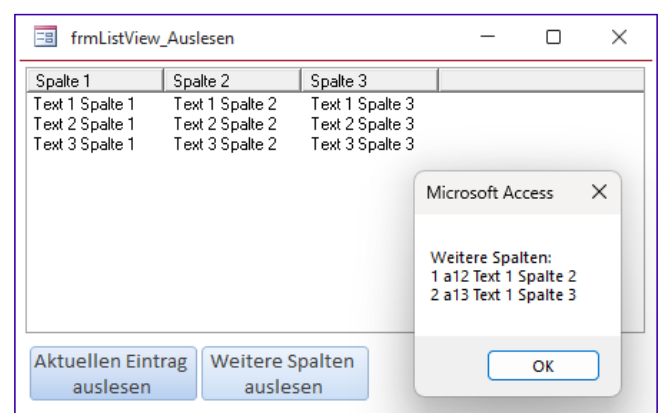 frmListView_Auslesen
Spalte 1 Spalte 2 Spalte 3
Text 1 Spalte 1 Text 1 Spalte 2 Text 1 Spalte 3
Text 2 Spalte 1 Text 2 Spalte 2 Text 2 Spalte 3
Text 3 Spalte 1 Text 3 Spalte 2 Text 3 Spalte 3
Microsoft Access
Weitere Spalten:
1 a12 Text 1 Spalte 2
2 a13 Text 1 Spalte 3
OK
Aktuellen Eintrag
auslesen
Weitere Spalten
auslesen